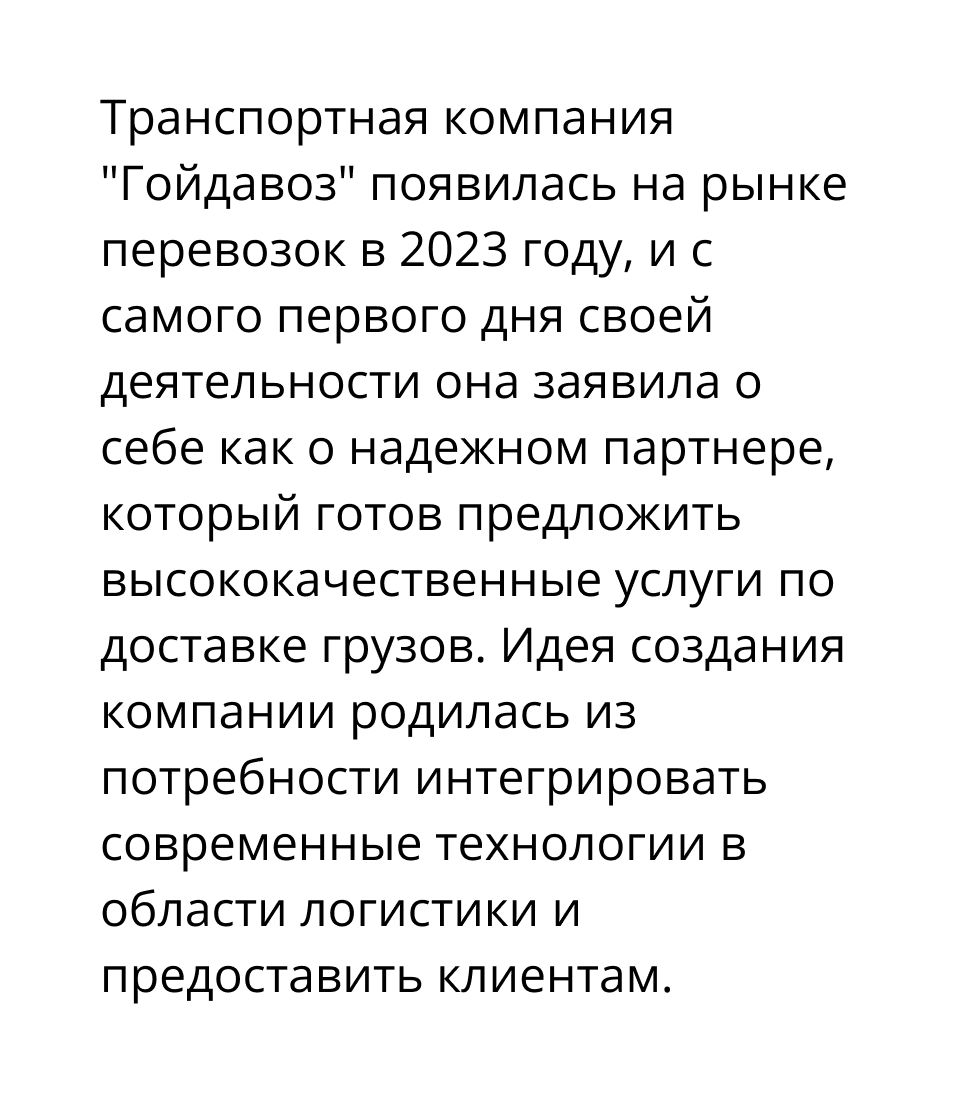 Транспортная компания
"Гойдавоз" появилась на рынке
перевозок в 2023 году, и с
самого первого дня своей
деятельности она заявила о
себе как о надежном партнере,
который готов предложить
высококачественные услуги по
доставке грузов. Идея создания
компании родилась из
потребности интегрировать
современные технологии в
области логистики и
предоставить клиентам.